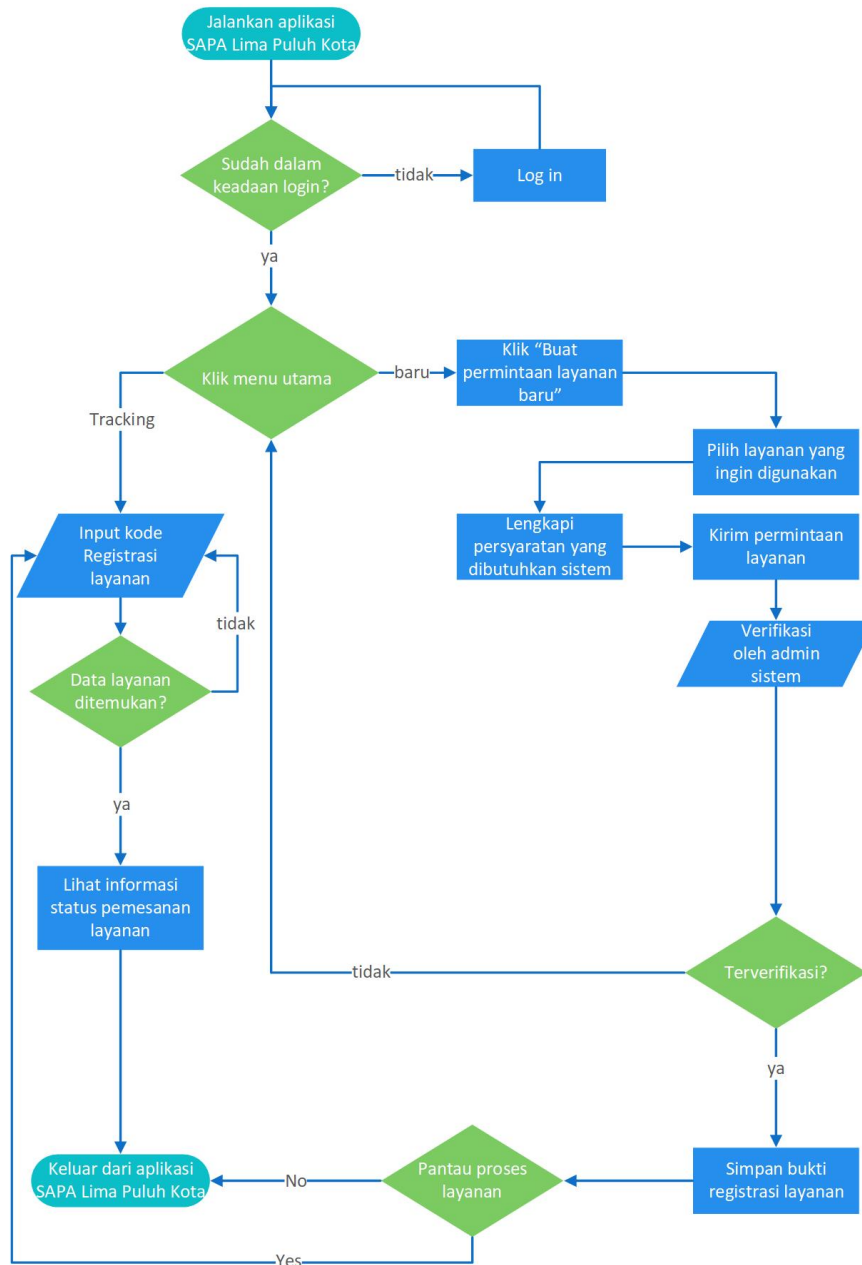 Jalankan aplikasi
SAPA Lima Puluh Kota
Sudah dalam
keadaan login?
tidak
Log in
ya
Klik menu utama
baru
Klik “Buat
permintaan layanan
baru”
Tracking
Pilih layanan yang
ingin digunakan
Input kode
Registrasi
layanan
Lengkapi
persyaratan yang
dibutuhkan sistem
Kirim permintaan
layanan
tidak
Verifikasi
oleh admin
sistem
Data layanan
ditemukan?
ya
Lihat informasi
status pemesanan
layanan
tidak
Terverifikasi?
ya
Keluar dari aplikasi
SAPA Lima Puluh Kota
No
Pantau proses
layanan
Simpan bukti
registrasi layanan
Yes